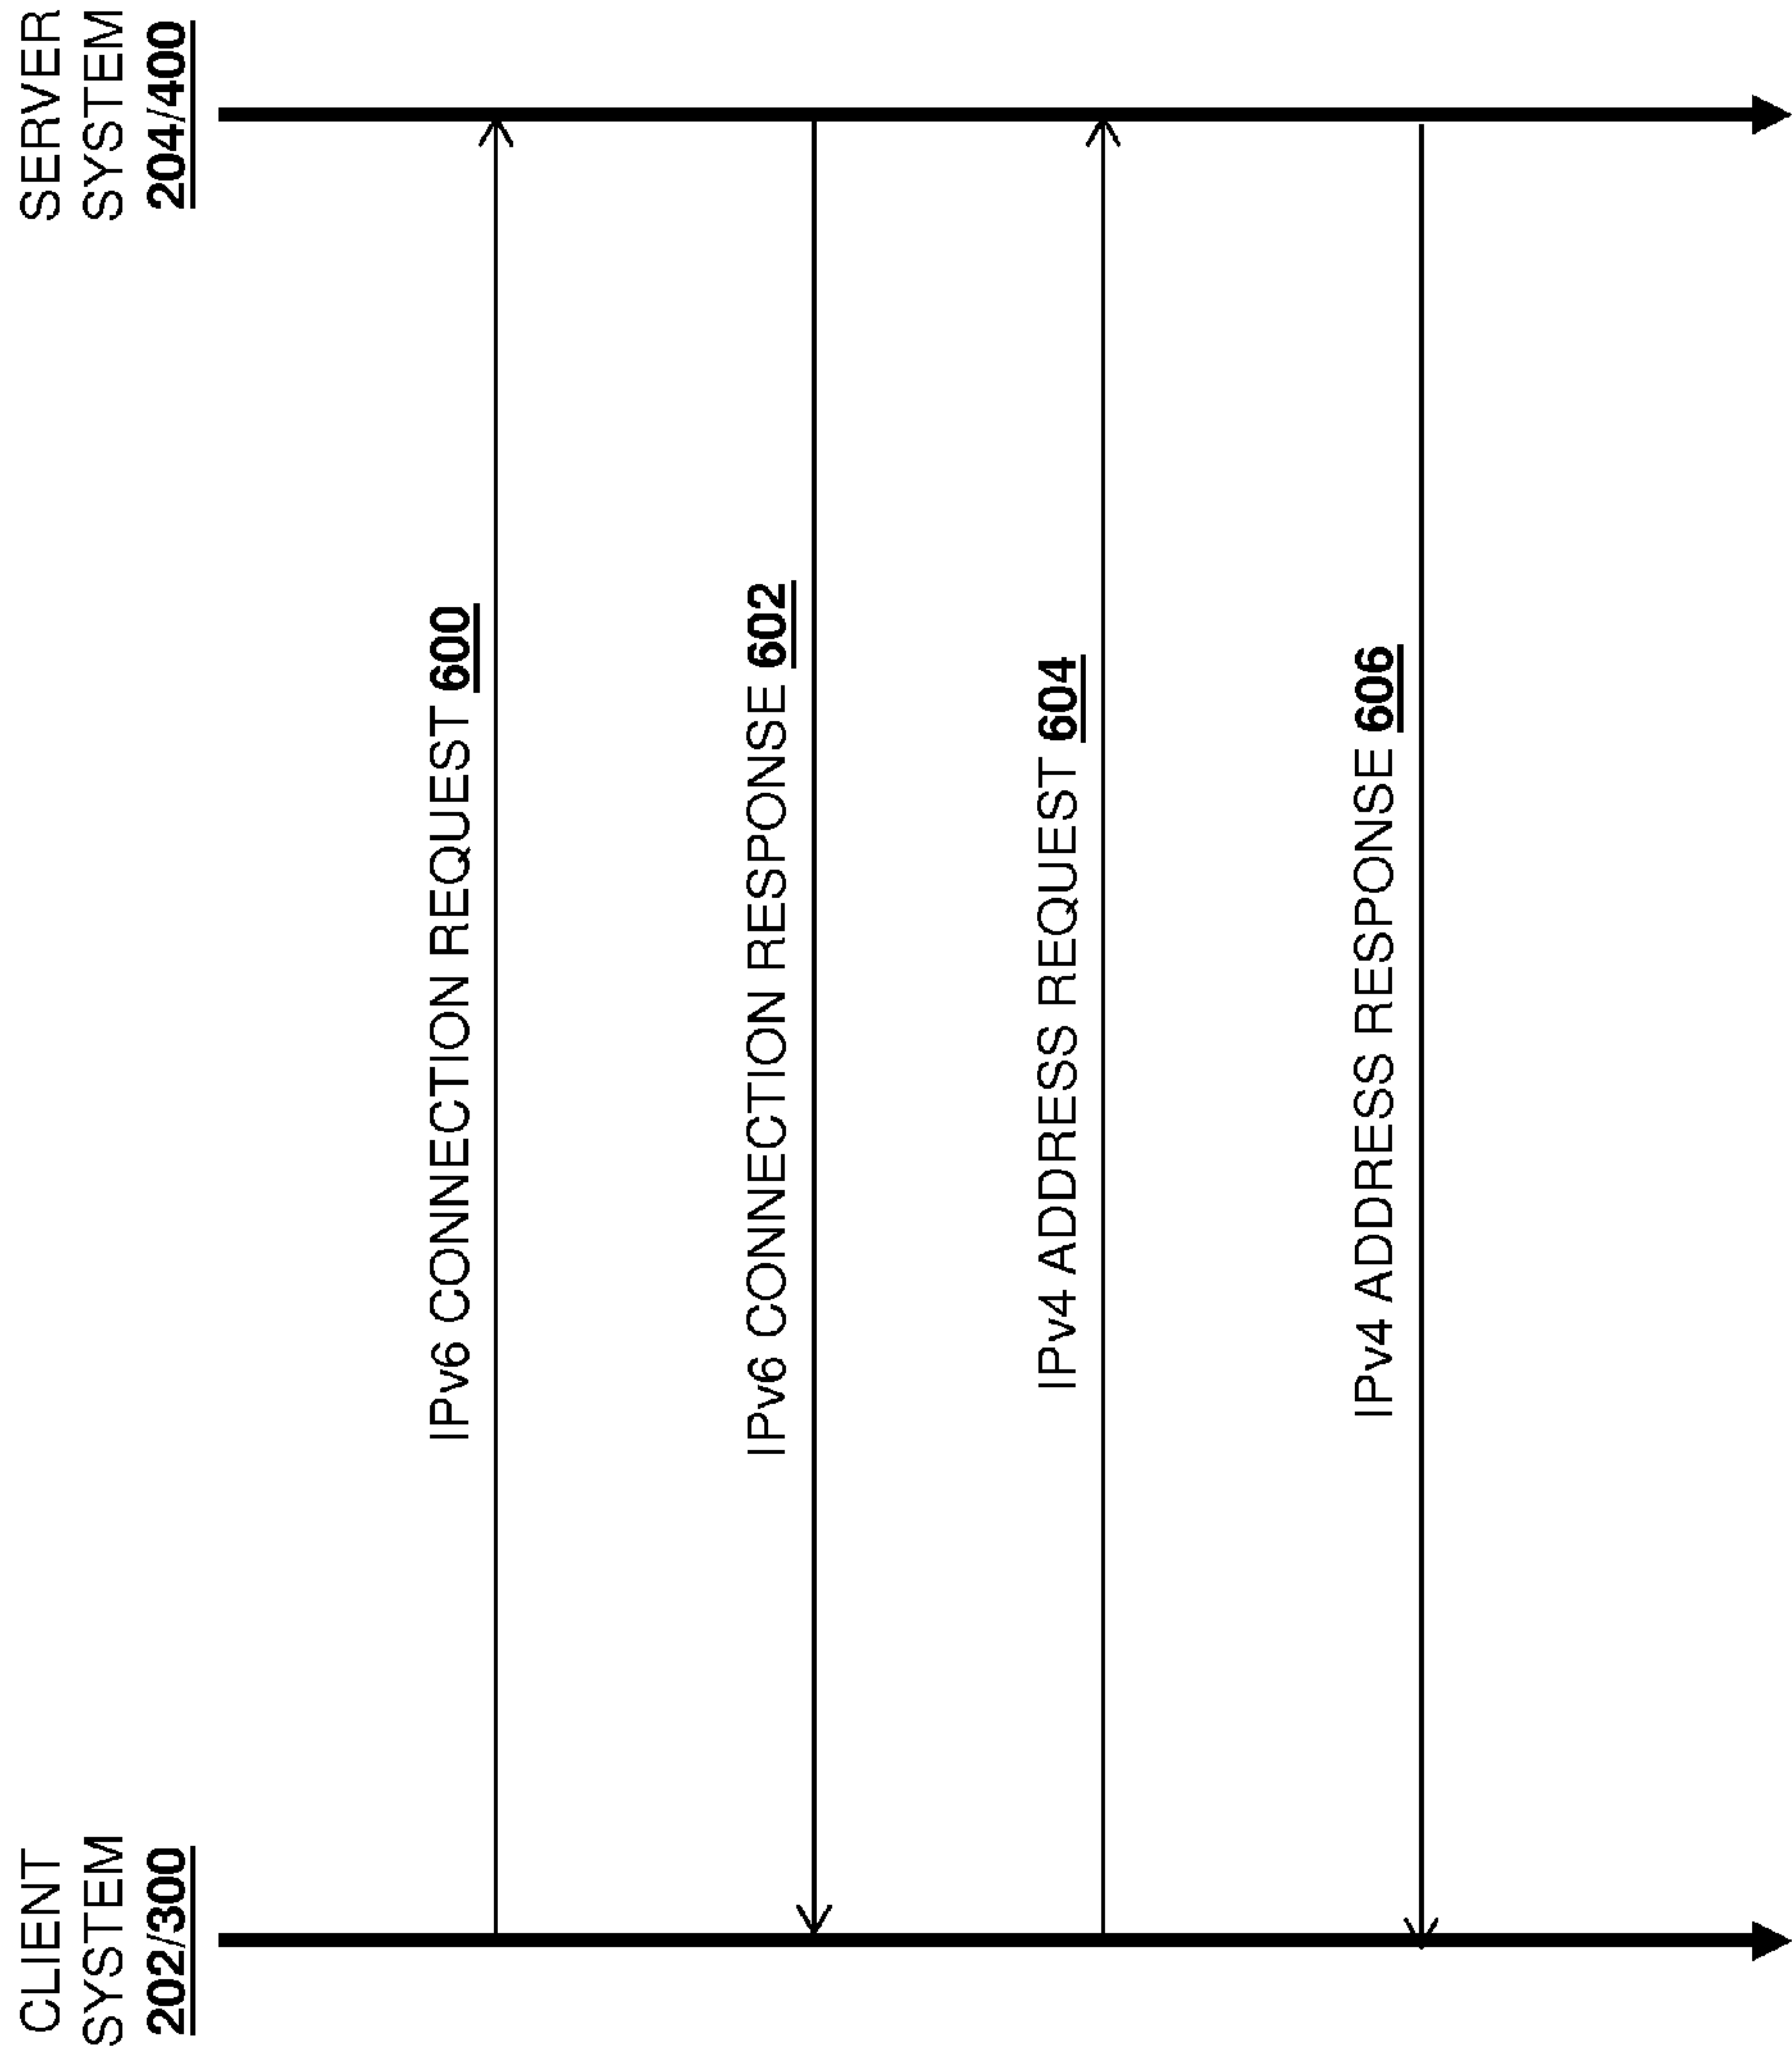 CLIENT
SYSTEM
202/300
SERVER
SYSTEM
204/400
IPv6 CONNECTION REQUEST 600
IPv6 CONNECTION RESPONSE 602
IPv4 ADDRESS REQUEST 604
IPv4 ADDRESS RESPONSE 606